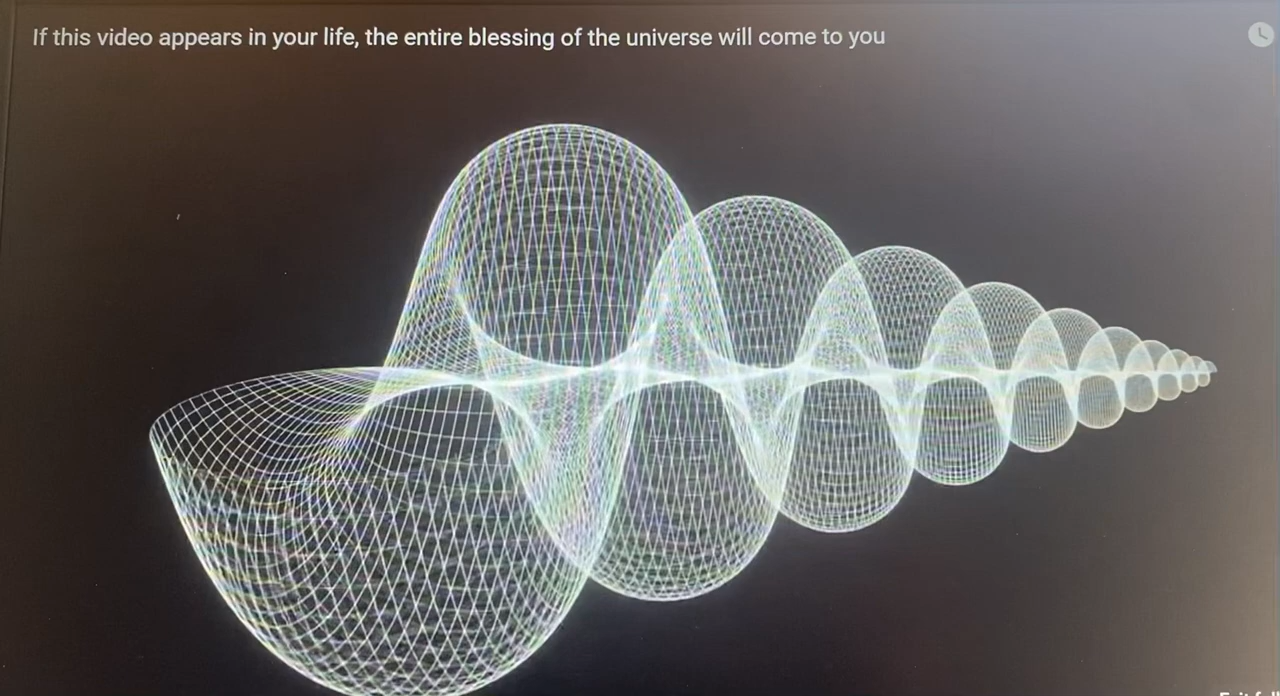 If this video appears in your life, the entire blessing of the universe will come to you